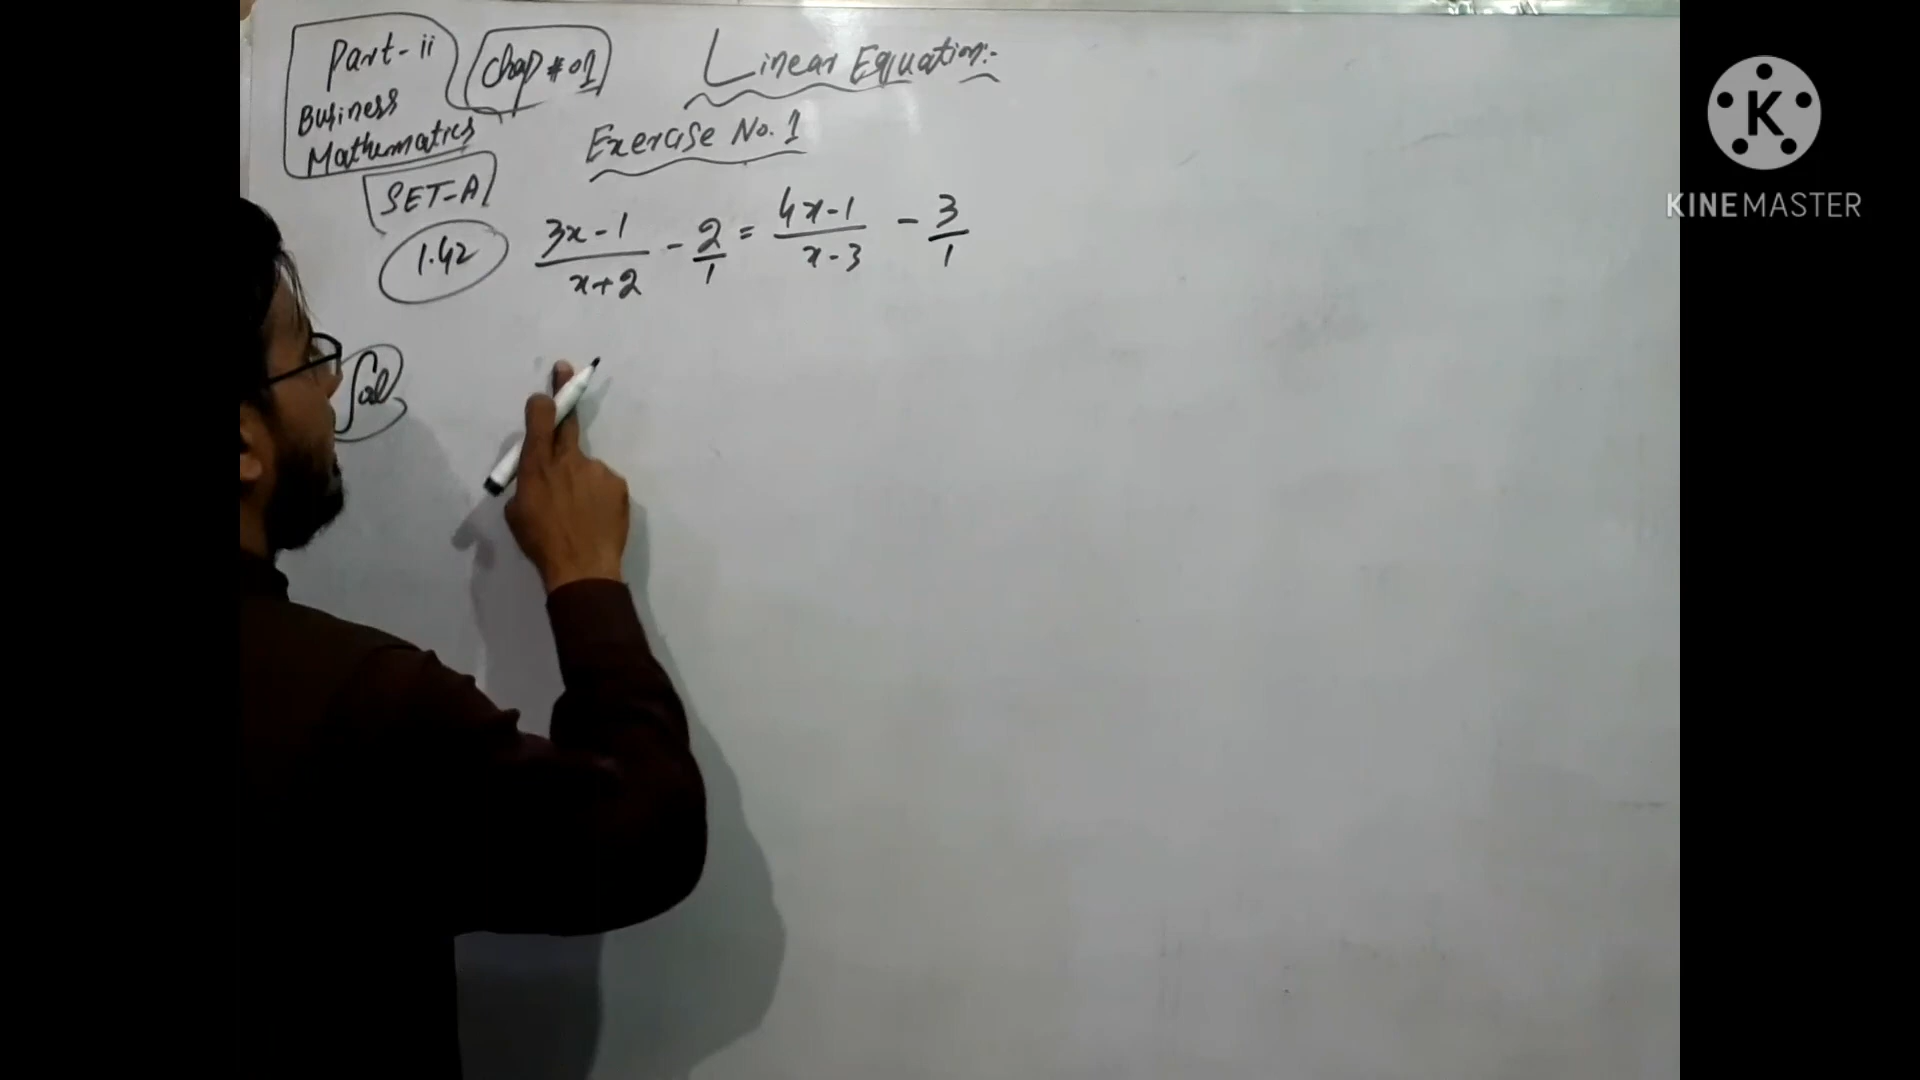 Part-ii
Business
Mathematics
Chap # 01
Linear Equation:-
Exercise No. 1
SET-A
1.42 3x-1/x+2 - 2/1 = 4x-1/x-3 - 3/1
Sol
K
KINEMASTER